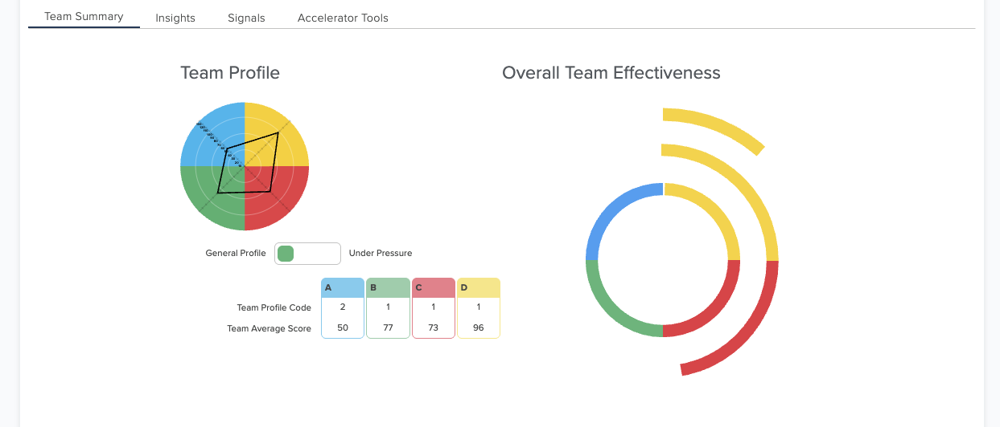 Team Summary Insights Signals Accelerator Tools
Team Profile
Overall Team Effectiveness
General Profile
Under Pressure
A B C D
Team Profile Code 2 1 1 1
Team Average Score 50 77 73 96